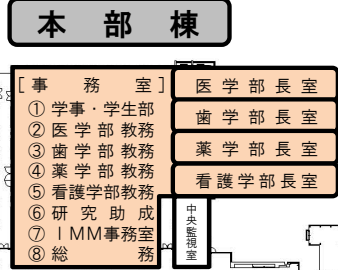 本部棟
[事務室]
① 学事・学生部
② 医学部教務
③ 歯学部教務
④ 薬学部教務
⑤ 看護学部教務
⑥ 研究助成
⑦ IMM事務室
⑧ 総務
医学部長室
歯学部長室
薬学部長室
看護学部長室
中央監視室